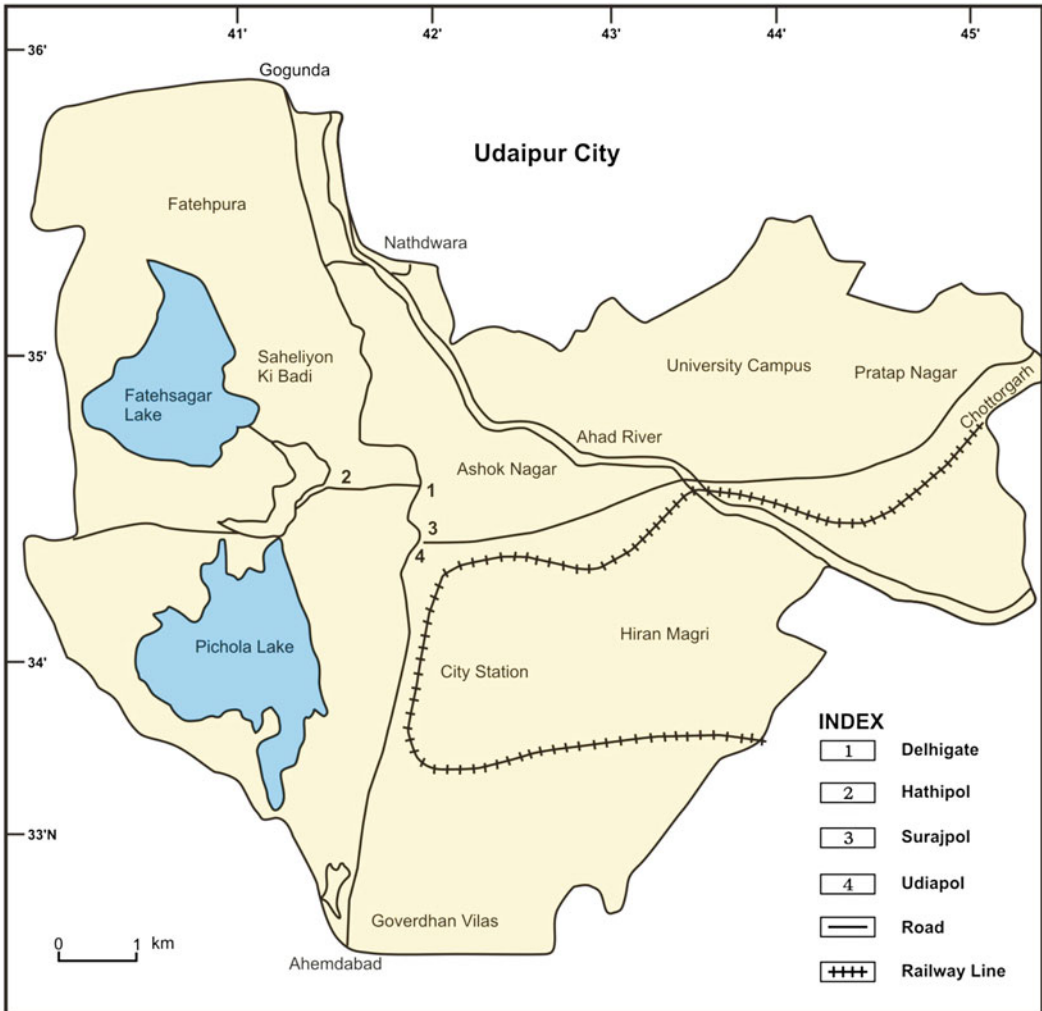 41'
42'
43'
44'
45'
36'
Gogunda
Udaipur City
Fatehpura
Nathdwara
35'
Saheliyon
Ki Badi
University Campus
Pratap Nagar
Chottorgarh
Fatehsagar
Lake
Ahad River
Ashok Nagar
2
1
3
4
Hiran Magri
Pichola Lake
34'
City Station
INDEX
1 Delhigate
2 Hathipol
33'N
3 Surajpol
4 Udiapol
Goverdhan Vilas
Road
0 1 km
Ahemdabad
Railway Line